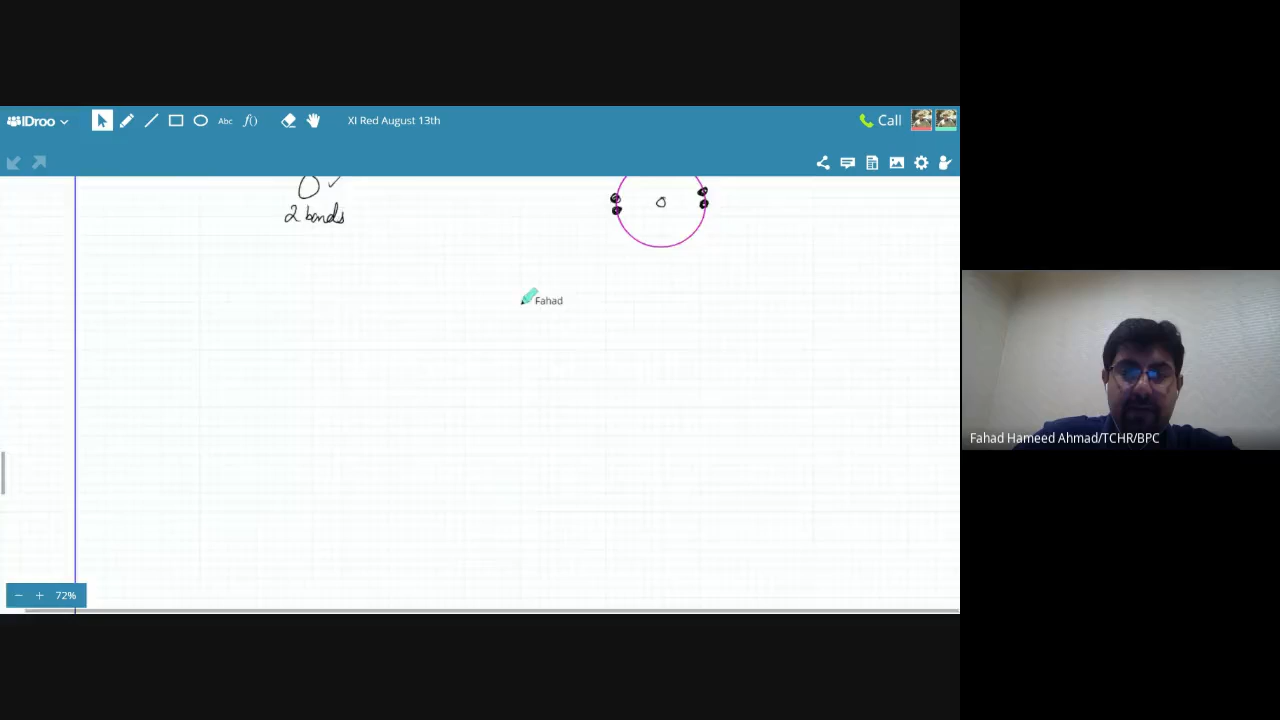 IDroo
Abc
f()
XI Red August 13th
Call
O ✓
2 bonds
O
Fahad
− + 72%
Fahad Hameed Ahmad/TCHR/BPC